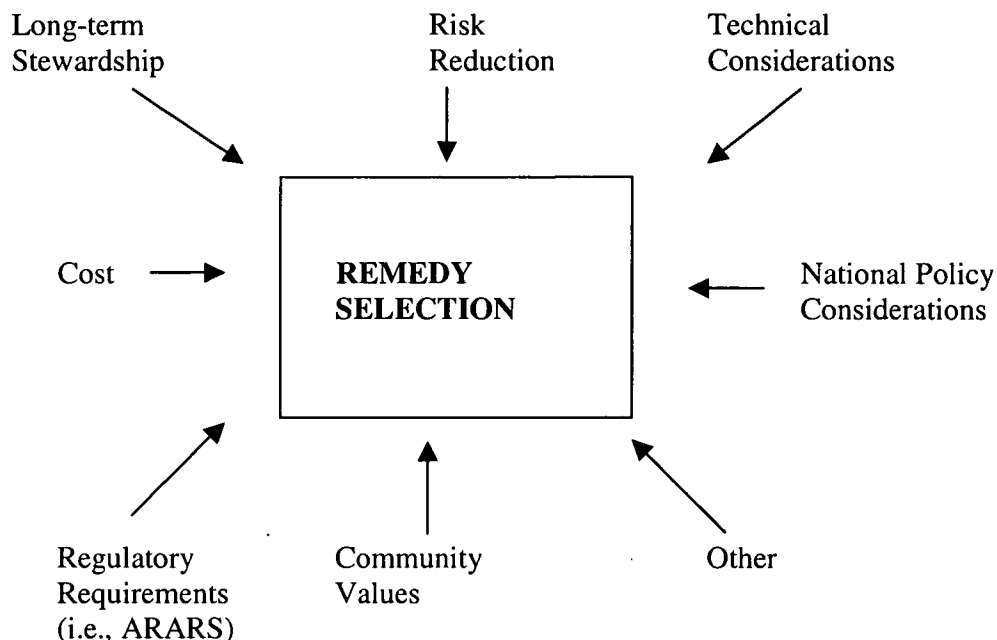 Long-term
Stewardship
Risk
Reduction
Technical
Considerations
Cost
REMEDY
SELECTION
National Policy
Considerations
Regulatory
Requirements
(i.e., ARARS)
Community
Values
Other